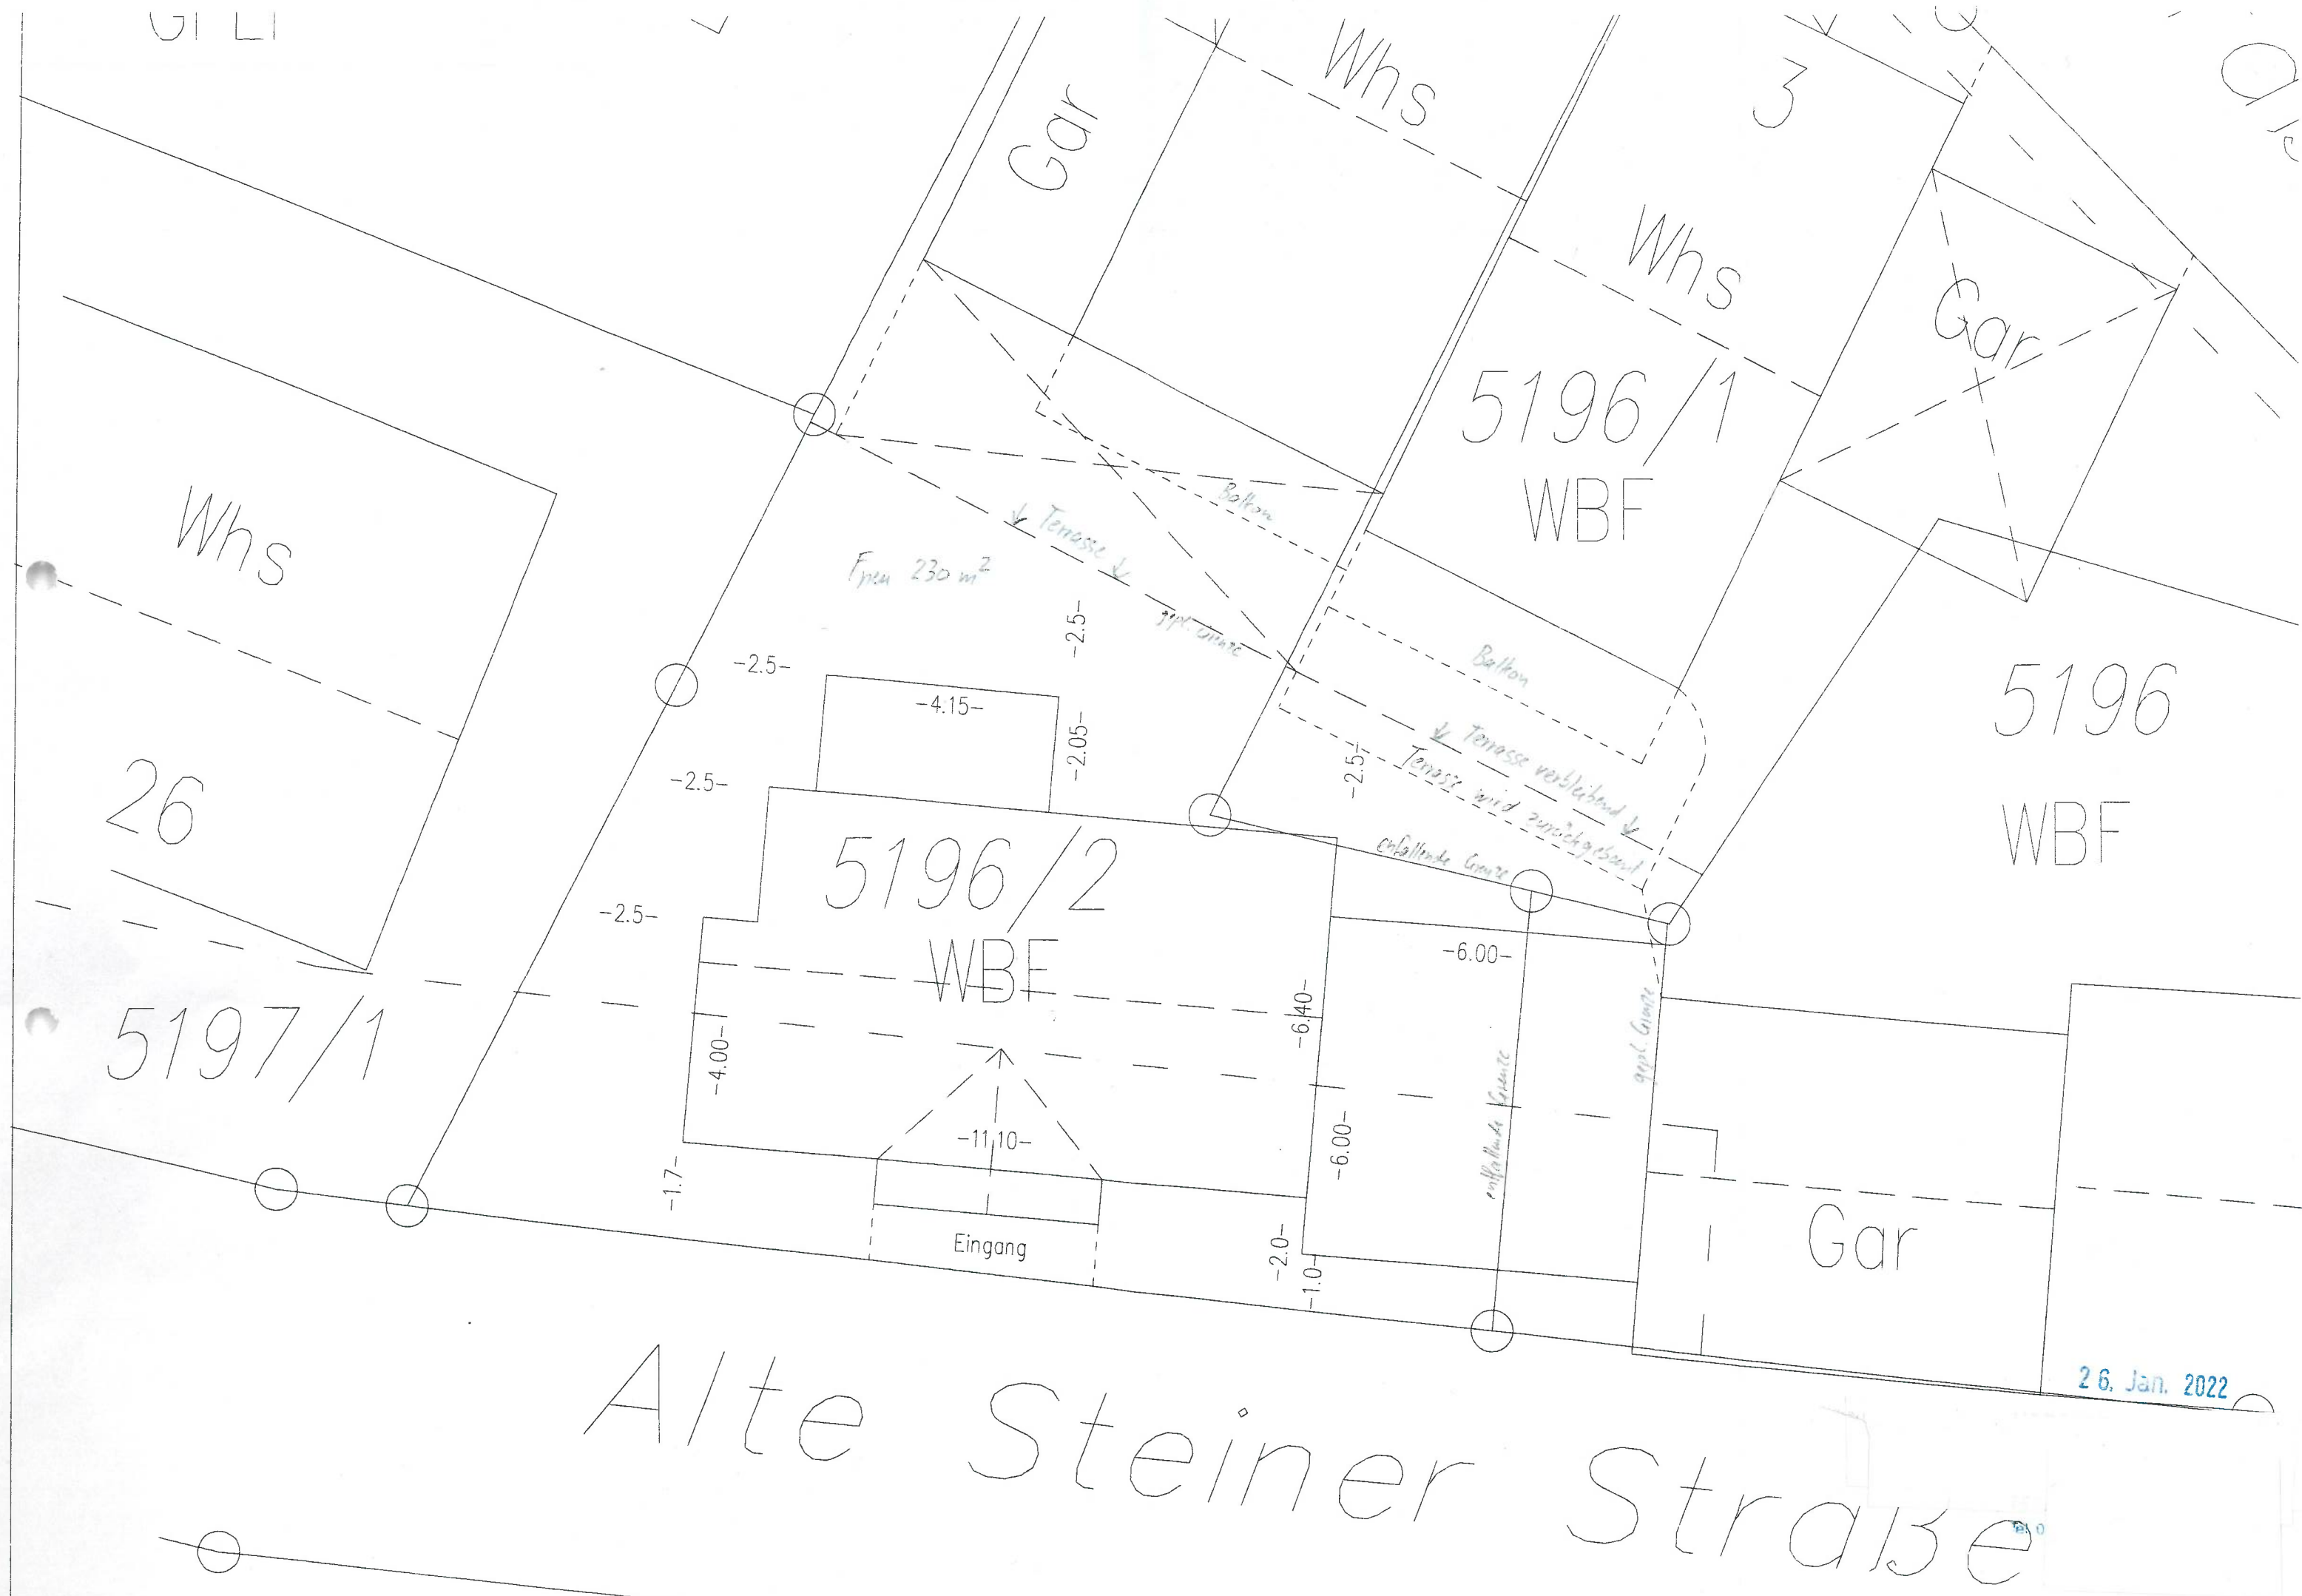 Gar
Whs
3
Whs
Gar
5196/1
WBF
Whs
Balkon
↓ Terrasse ↓
Fneu 230 m²
gepl. Grenze
-2.5-
-2.5-
-4.15-
-2.05-
Balkon
5196
WBF
↓ Terrasse verbleibend ↓
Terrasse wird zurückgebaut
-2.5-
-2.5-
26
entfallende Grenze
5196/2
WBF
-2.5-
-6.00-
-6.40-
gepl. Grenze
5197/1
-4.00-
-11,10-
-6.00-
entfallende Grenze
-1.7-
Eingang
-2.0-
-1.0-
Gar
26. Jan. 2022
Alte Steiner Straße